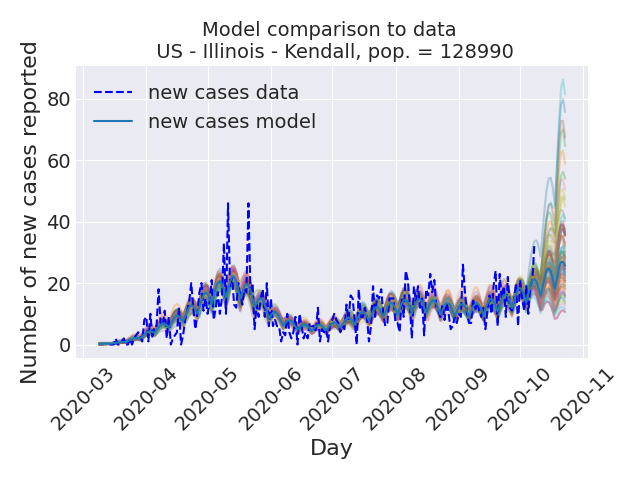 Model comparison to data
US - Illinois - Kendall, pop. = 128990
Number of new cases reported
80
60
40
20
0
new cases data
new cases model
2020-03
2020-04
2020-05
2020-06
2020-07
2020-08
2020-09
2020-10
2020-11
Day